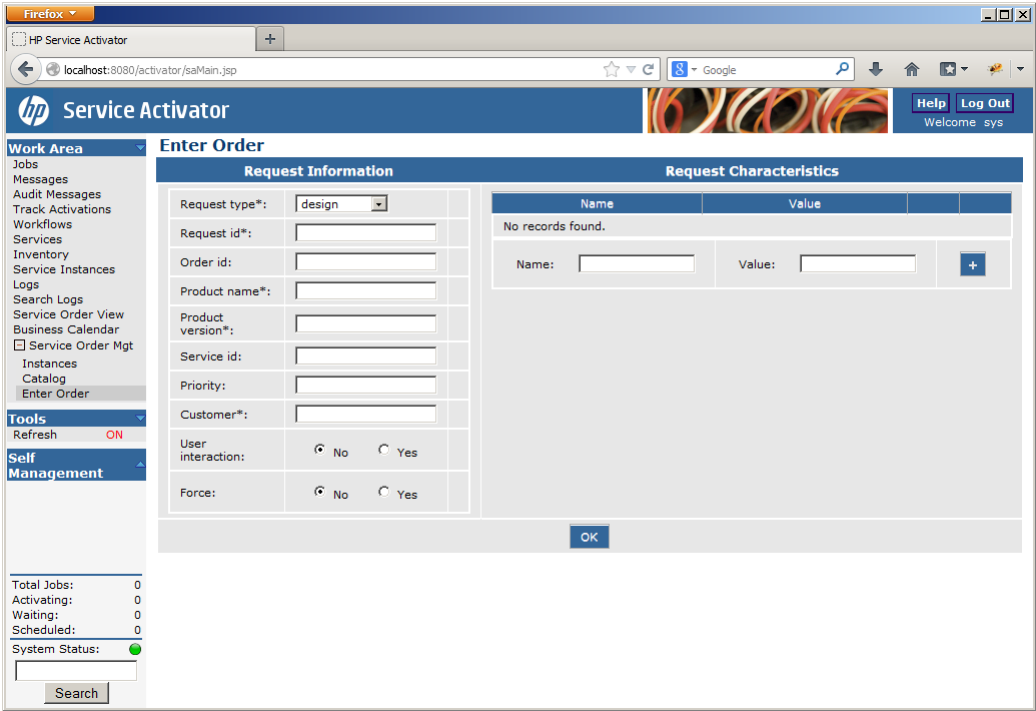 Firefox
HP Service Activator
+
localhost:8080/activator/saMain.jsp
8
Google
hp
Service Activator
Help
Log Out
Welcome sys
Work Area
Jobs
Messages
Audit Messages
Track Activations
Workflows
Services
Inventory
Service Instances
Logs
Search Logs
Service Order View
Business Calendar
Service Order Mgt
Instances
Catalog
Enter Order
Tools
Refresh ON
Self
Management
Total Jobs: 0
Activating: 0
Waiting: 0
Scheduled: 0
System Status:
Search
Enter Order
Request Information
Request type*: design
Request id*:
Order id:
Product name*:
Product
version*:
Service id:
Priority:
Customer*:
User
interaction:
No Yes
Force: No Yes
Request Characteristics
Name Value
No records found.
Name: Value: +
OK